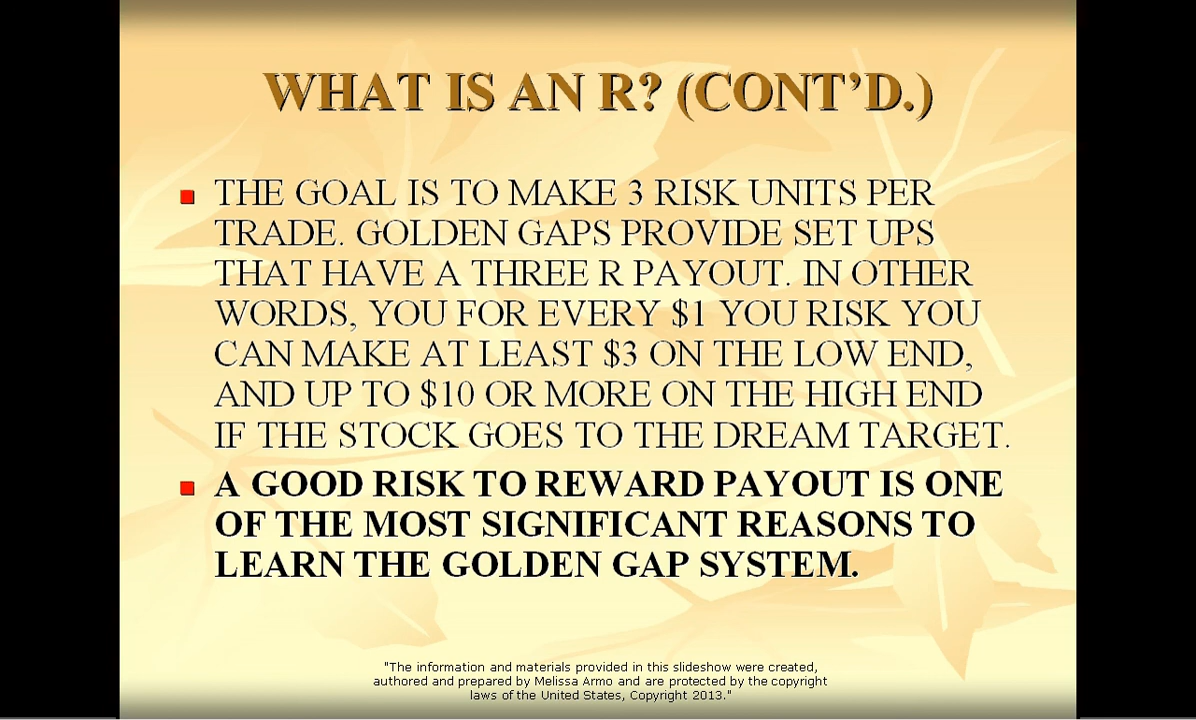 WHAT IS AN R? (CONT'D.)
THE GOAL IS TO MAKE 3 RISK UNITS PER
TRADE. GOLDEN GAPS PROVIDE SET UPS
THAT HAVE A THREE R PAYOUT. IN OTHER
WORDS, YOU FOR EVERY $1 YOU RISK YOU
CAN MAKE AT LEAST $3 ON THE LOW END,
AND UP TO $10 OR MORE ON THE HIGH END
IF THE STOCK GOES TO THE DREAM TARGET.
A GOOD RISK TO REWARD PAYOUT IS ONE
OF THE MOST SIGNIFICANT REASONS TO
LEARN THE GOLDEN GAP SYSTEM.
"The information and materials provided in this slideshow were created,
authored and prepared by Melissa Armo and are protected by the copyright
laws of the United States, Copyright 2013."